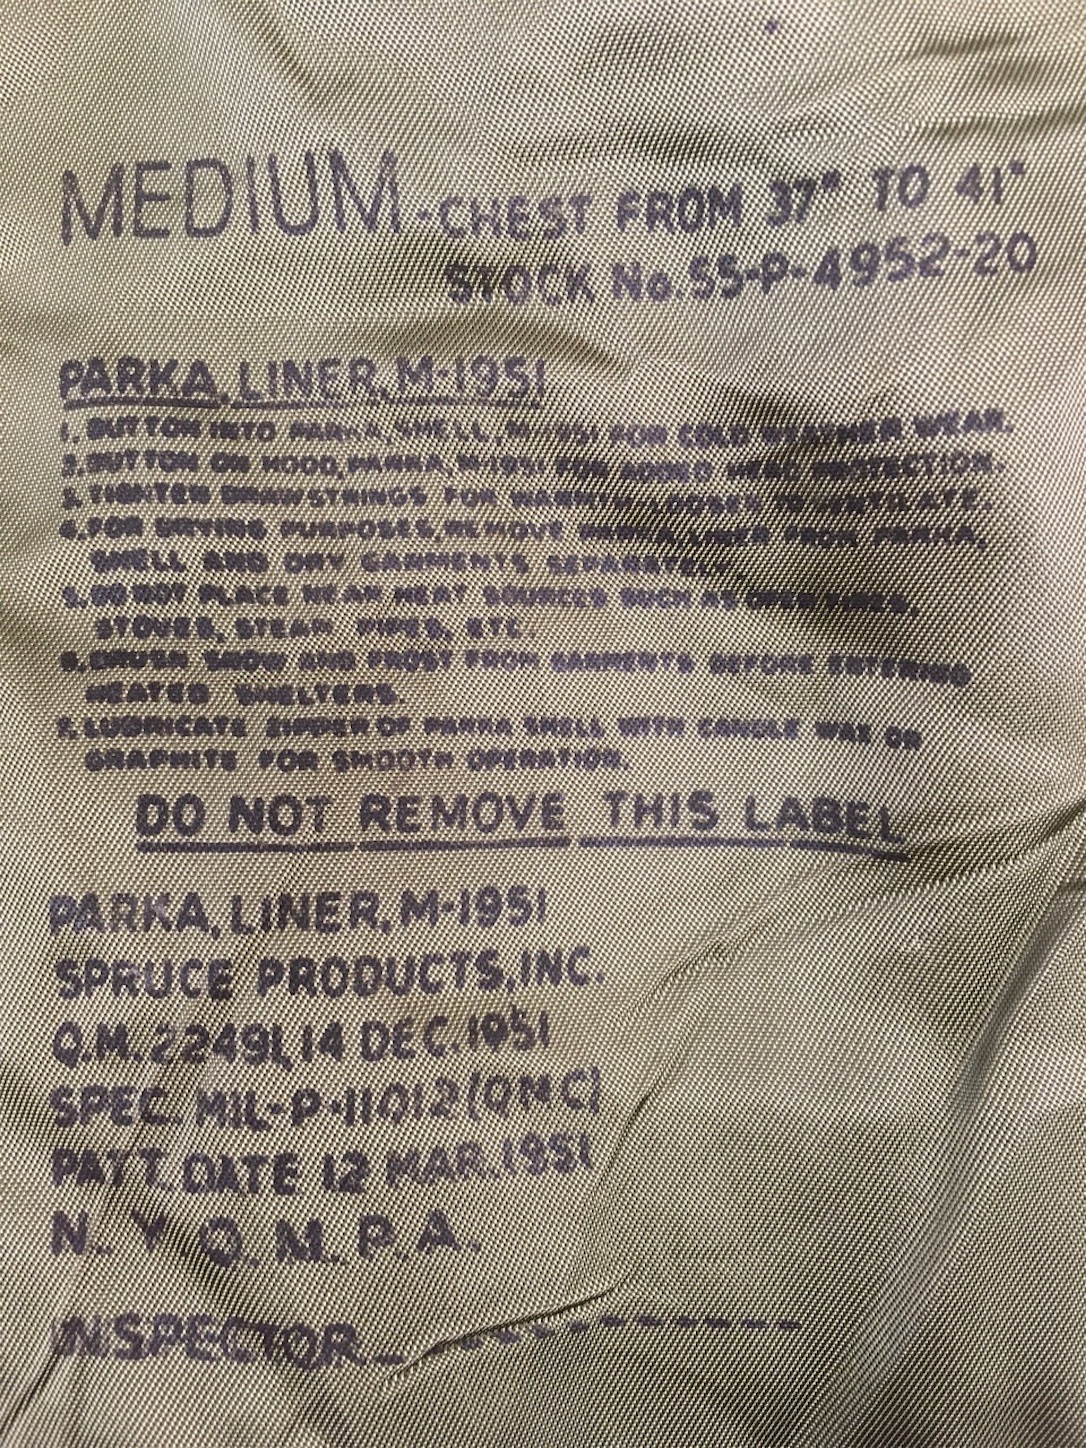 MEDIUM-CHEST FROM 37" TO 41"
STOCK No. 55-P-4952-20
PARKA, LINER, M-1951
1. BUTTON INTO PARKA, SHELL, M-1951 FOR COLD WEATHER WEAR.
2. BUTTON ON HOOD, PARKA, M-1951 FOR ADDED HEAD PROTECTION.
3. TIGHTEN DRAWSTRINGS FOR WARMTH, LOOSEN TO VENTILATE.
4. FOR DRYING PURPOSES, REMOVE PARKA, LINER FROM PARKA,
SHELL AND DRY GARMENTS SEPARATELY.
5. DO NOT PLACE NEAR HEAT SOURCES SUCH AS OPEN FIRES,
STOVES, STEAM PIPES, ETC.
6. BRUSH SNOW AND FROST FROM GARMENTS BEFORE ENTERING
HEATED SHELTERS.
7. LUBRICATE ZIPPER OF PARKA SHELL WITH CANDLE WAX OR
GRAPHITE FOR SMOOTH OPERATION.
DO NOT REMOVE THIS LABEL
PARKA, LINER, M-1951
SPRUCE PRODUCTS, INC.
Q.M. 22491, 14 DEC. 1951
SPEC. MIL-P-11012 (QMC)
PATT. DATE 12 MAR. 1951
N. Y. Q. M. P. A.
INSPECTOR